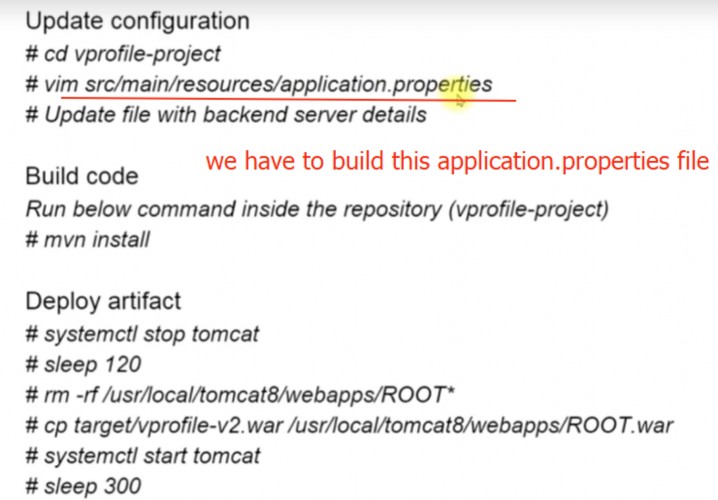 Update configuration
# cd vprofile-project
# vim src/main/resources/application.properties
# Update file with backend server details
we have to build this application.properties file
Build code
Run below command inside the repository (vprofile-project)
# mvn install
Deploy artifact
# systemctl stop tomcat
# sleep 120
# rm -rf /usr/local/tomcat8/webapps/ROOT*
# cp target/vprofile-v2.war /usr/local/tomcat8/webapps/ROOT.war
# systemctl start tomcat
# sleep 300